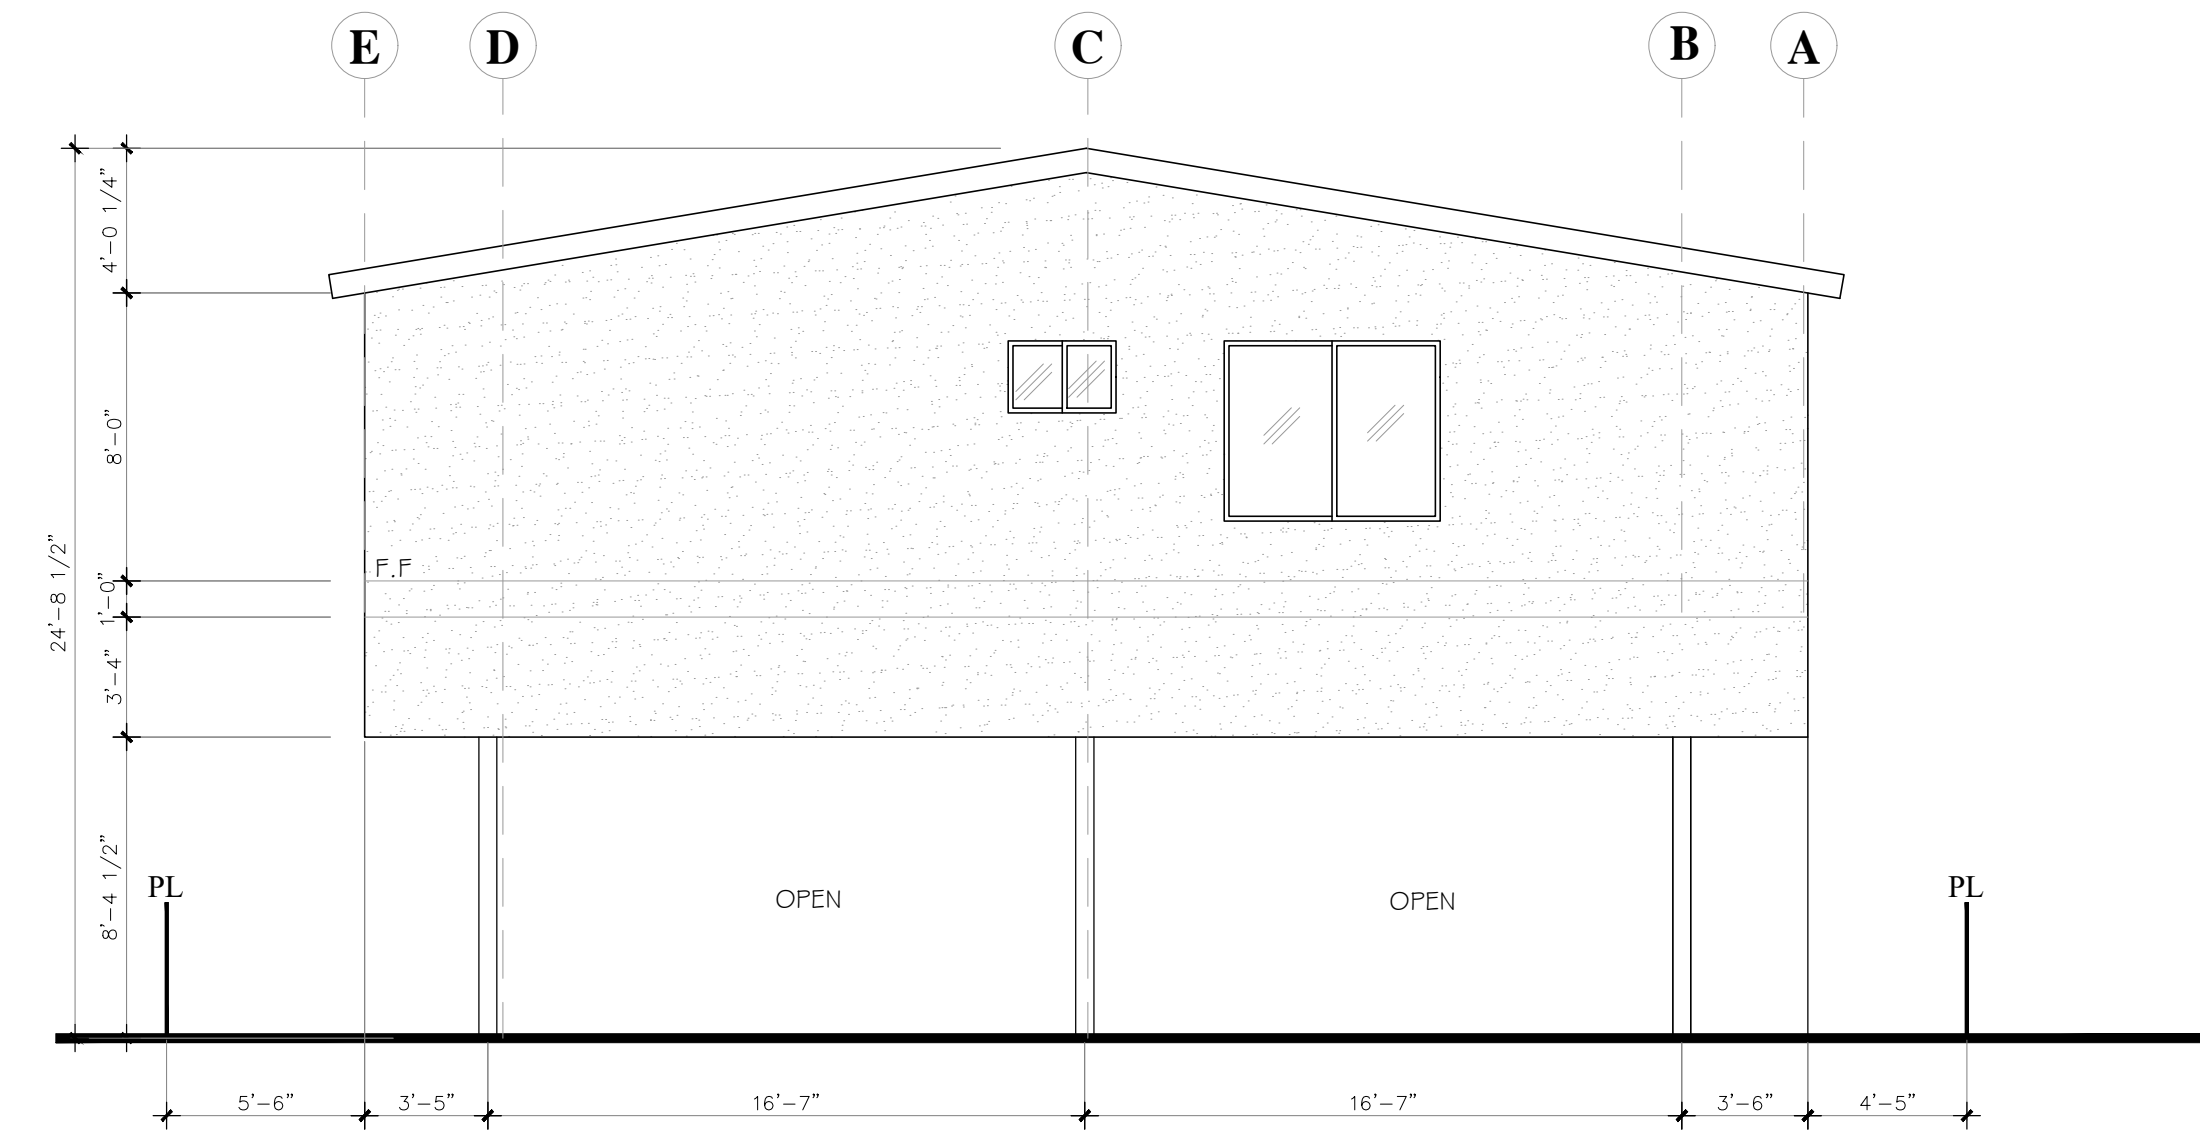 E D C B A
4'-0 1/4"
8'-0"
24'-8 1/2"
F.F
1'-0"
3'-4"
8'-4 1/2"
PL
PL
OPEN
OPEN
5'-6" 3'-5" 16'-7" 16'-7" 3'-6" 4'-5"